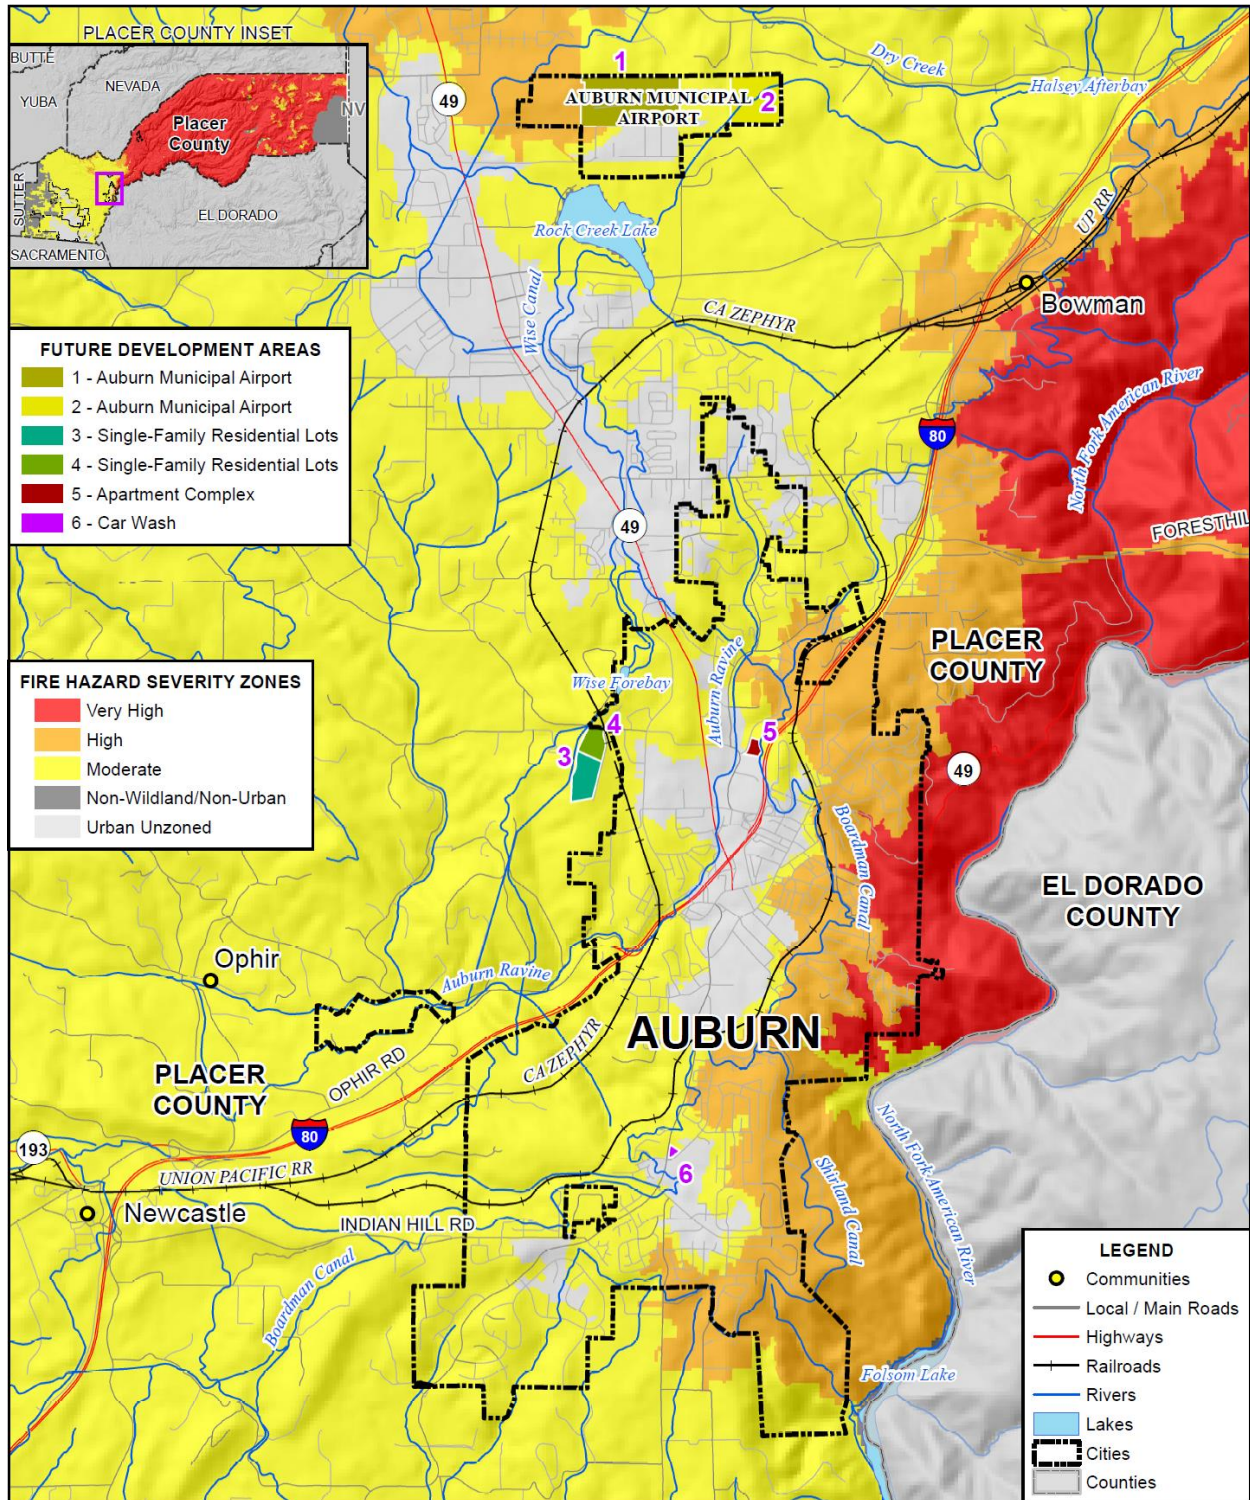 PLACER COUNTY INSET
BUTTE
NEVADA
YUBA
NV
Placer
County
SUTTER
EL DORADO
SACRAMENTO
1
49
AUBURN MUNICIPAL
AIRPORT
2
Dry Creek
Halsey Afterbay
UP RR
Rock Creek Lake
Wise Canal
CA ZEPHYR
Bowman
FUTURE DEVELOPMENT AREAS
1 - Auburn Municipal Airport
2 - Auburn Municipal Airport
3 - Single-Family Residential Lots
4 - Single-Family Residential Lots
5 - Apartment Complex
6 - Car Wash
North Fork American River
80
49
FORESTHIL
PLACER
COUNTY
FIRE HAZARD SEVERITY ZONES
Very High
High
Moderate
Non-Wildland/Non-Urban
Urban Unzoned
Wise Forebay
Auburn Ravine
4
3
5
49
Boardman Canal
EL DORADO
COUNTY
Ophir
Auburn Ravine
AUBURN
CA ZEPHYR
OPHIR RD
PLACER
COUNTY
80
193
UNION PACIFIC RR
6
Newcastle
INDIAN HILL RD
Boardman Canal
Shirland Canal
North Fork American River
Folsom Lake
LEGEND
Communities
Local / Main Roads
Highways
Railroads
Rivers
Lakes
Cities
Counties